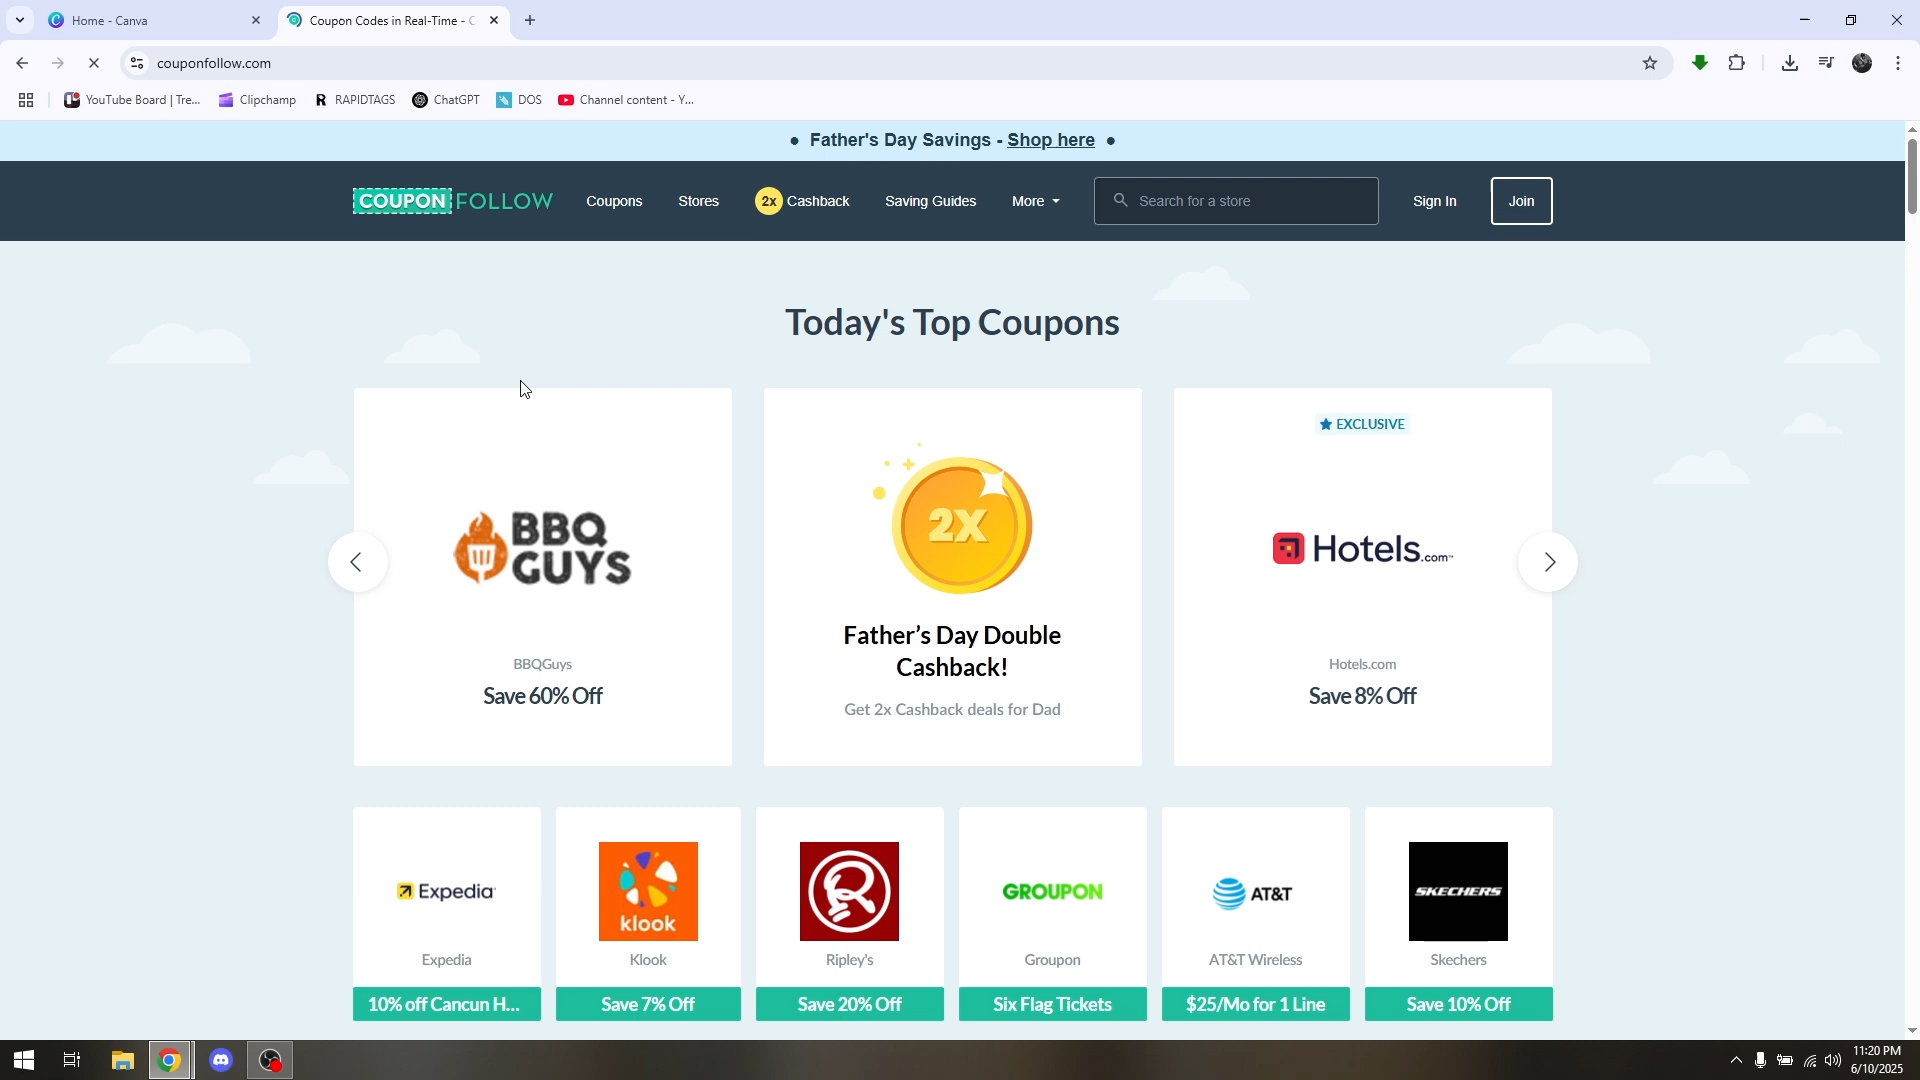 Home - Canva
Coupon Codes in Real-Time - C
couponfollow.com
YouTube Board | Tre...
Clipchamp
RAPIDTAGS
ChatGPT
DOS
Channel content - Y...
• Father's Day Savings - Shop here •
COUPON FOLLOW
Coupons
Stores
2x Cashback
Saving Guides
More
Search for a store
Sign In
Join
Today's Top Coupons
BBQ
GUYS
BBQGuys
Save 60% Off
2X
Father’s Day Double
Cashback!
Get 2x Cashback deals for Dad
EXCLUSIVE
Hotels.com™
Hotels.com
Save 8% Off
Expedia
Expedia
10% off Cancun H...
klook
Klook
Save 7% Off
R
Ripley's
Save 20% Off
GROUPON
Groupon
Six Flag Tickets
AT&T
AT&T Wireless
$25/Mo for 1 Line
SKECHERS
Skechers
Save 10% Off
11:20 PM
6/10/2025